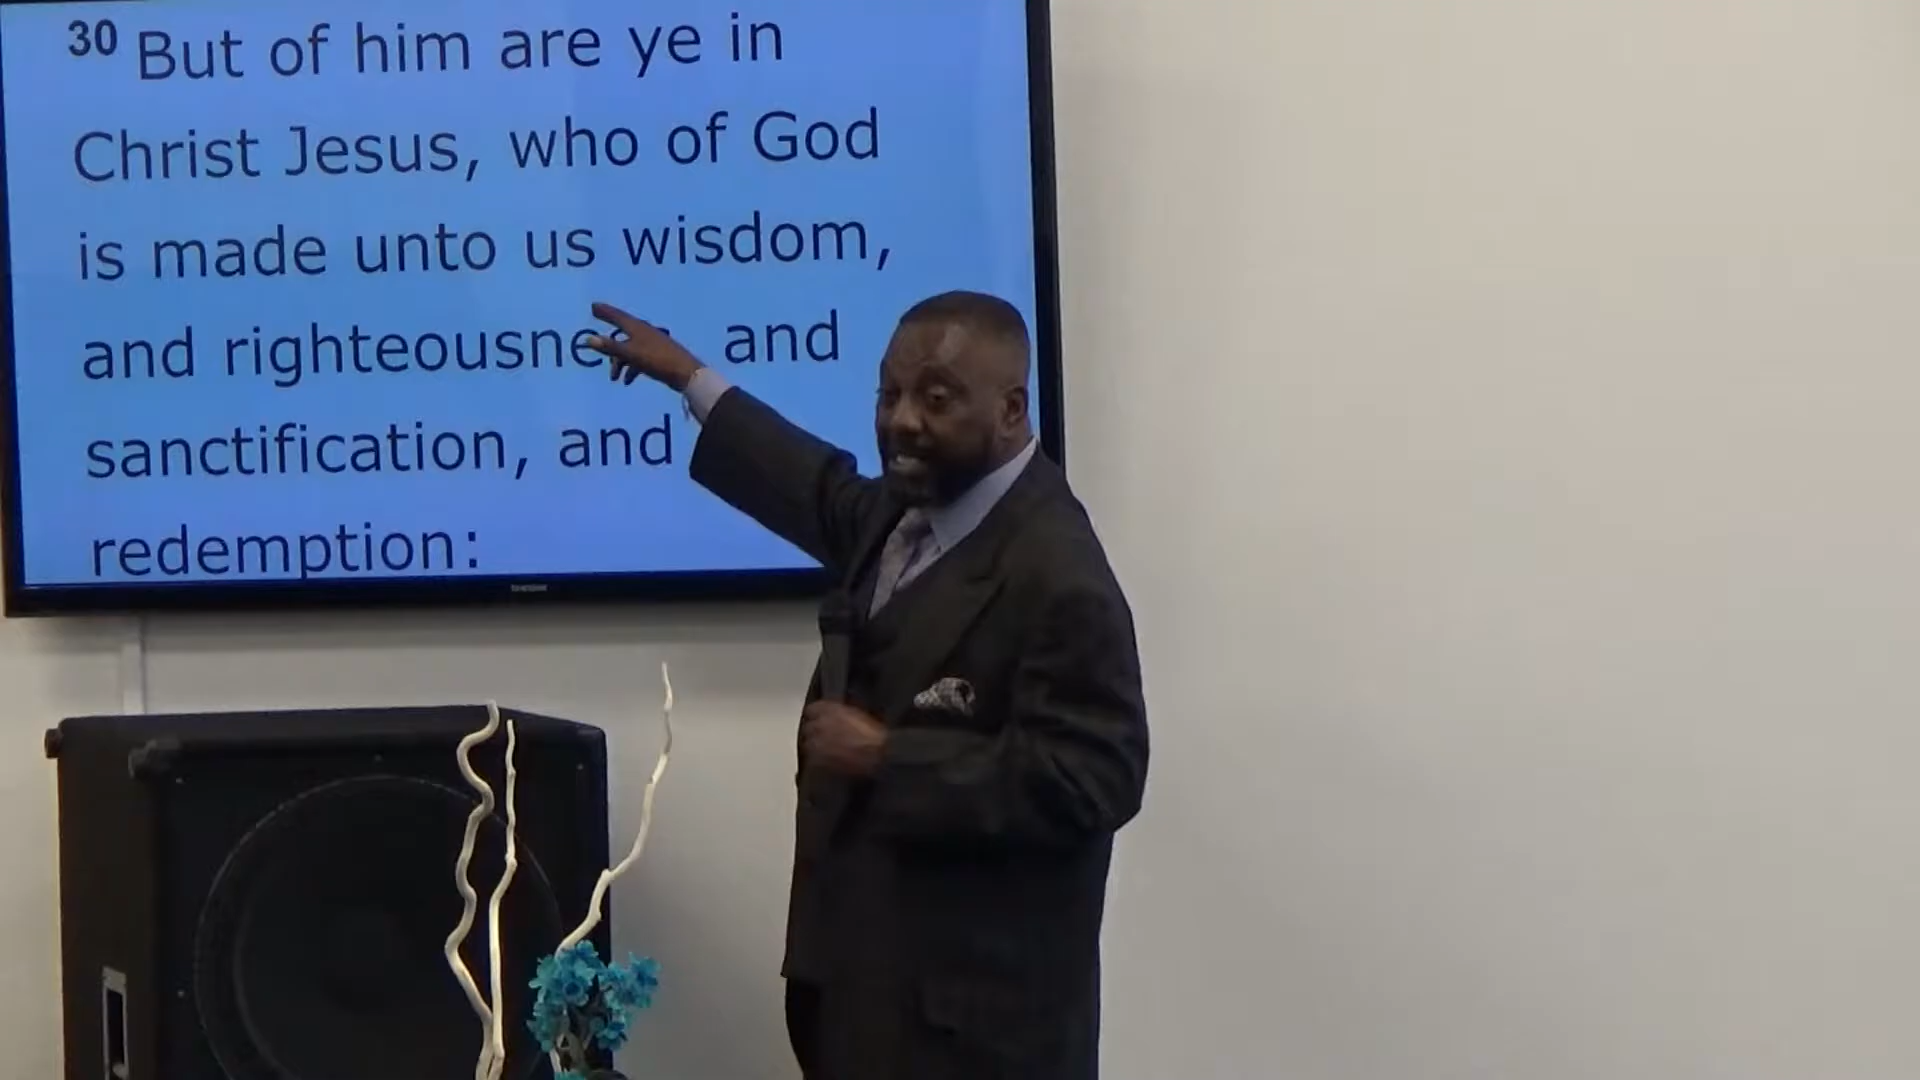 30 But of him are ye in
Christ Jesus, who of God
is made unto us wisdom,
and righteousness, and
sanctification, and
redemption: